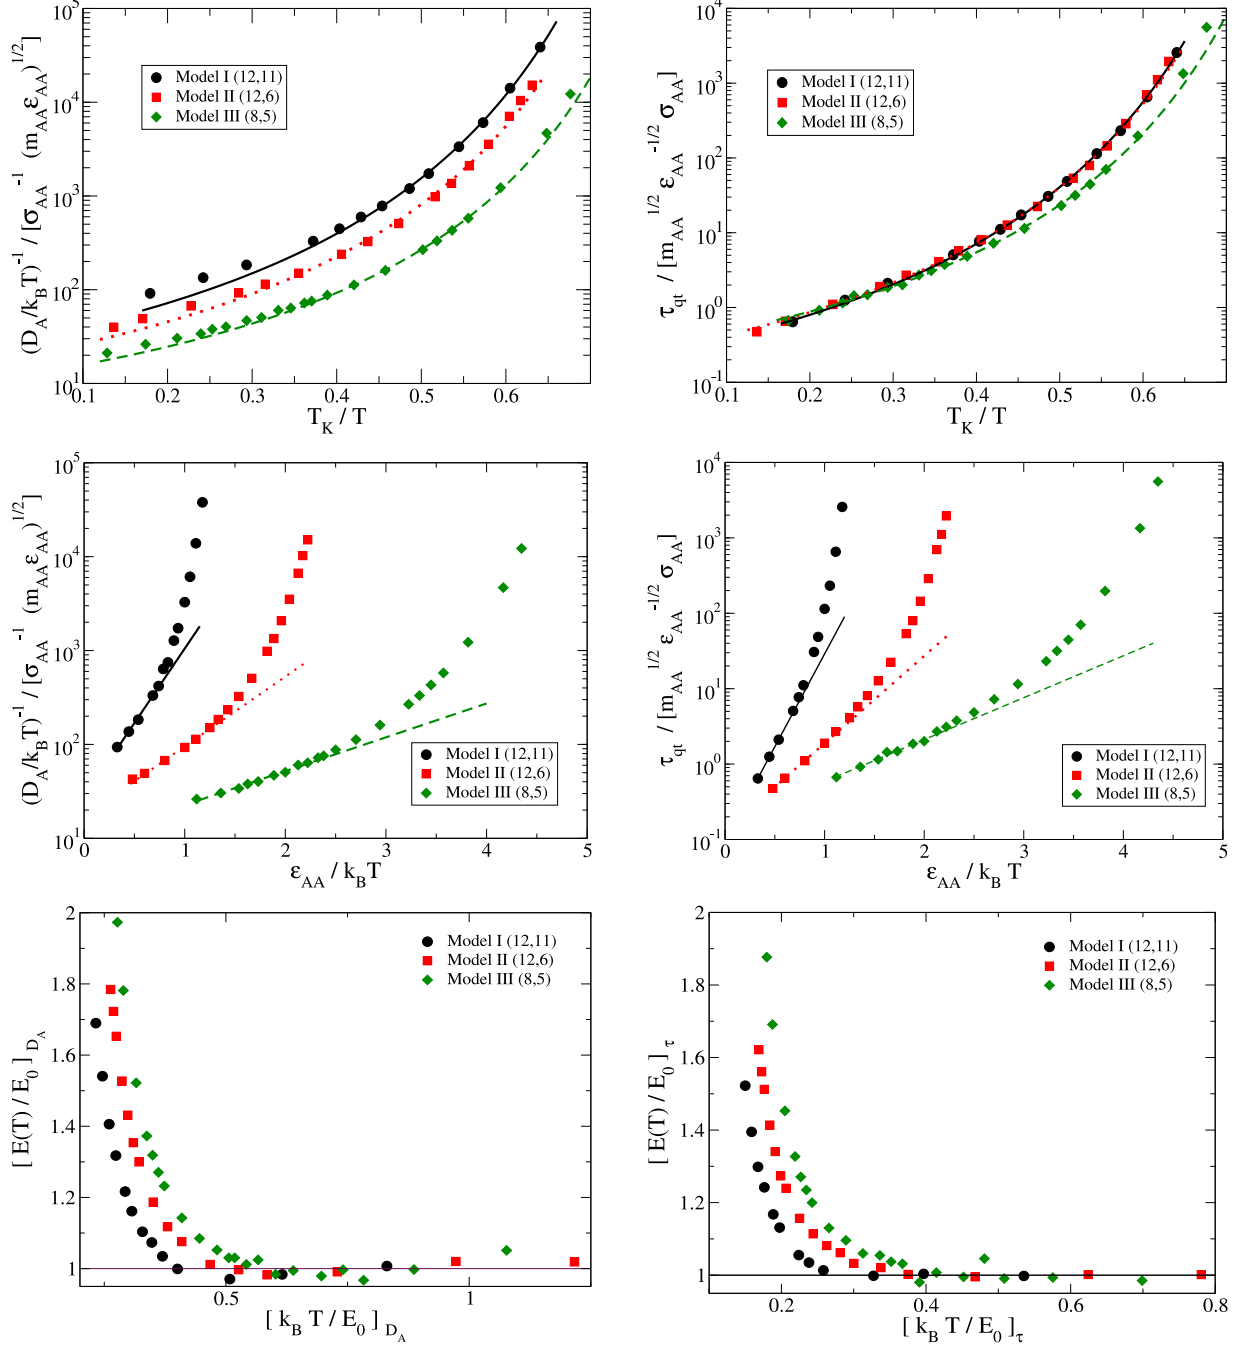 (D_A/k_B T)^-1 / [σ_AA^-1 (m_AA ε_AA)^1/2]
10^5
10^4
10^3
10^2
10^1
Model I (12,11)
Model II (12,6)
Model III (8,5)
0.1 0.2 0.3 0.4 0.5 0.6
T_K / T
τ_qt / [m_AA^1/2 ε_AA^-1/2 σ_AA]
10^4
10^3
10^2
10^1
10^0
10^-1
Model I (12,11)
Model II (12,6)
Model III (8,5)
0.1 0.2 0.3 0.4 0.5 0.6 0.7
T_K / T
(D_A/k_B T)^-1 / [σ_AA^-1 (m_AA ε_AA)^1/2]
10^5
10^4
10^3
10^2
10^1
Model I (12,11)
Model II (12,6)
Model III (8,5)
0 1 2 3 4 5
ε_AA / k_B T
τ_qt / [m_AA^1/2 ε_AA^-1/2 σ_AA]
10^4
10^3
10^2
10^1
10^0
10^-1
Model I (12,11)
Model II (12,6)
Model III (8,5)
0 1 2 3 4 5
ε_AA / k_B T
[ E(T) / E_0 ]_D_A
2
1.8
1.6
1.4
1.2
1
Model I (12,11)
Model II (12,6)
Model III (8,5)
0.5 1
[ k_B T / E_0 ]_D_A
[ E(T) / E_0 ]_τ
2
1.8
1.6
1.4
1.2
1
Model I (12,11)
Model II (12,6)
Model III (8,5)
0.2 0.4 0.6 0.8
[ k_B T / E_0 ]_τ